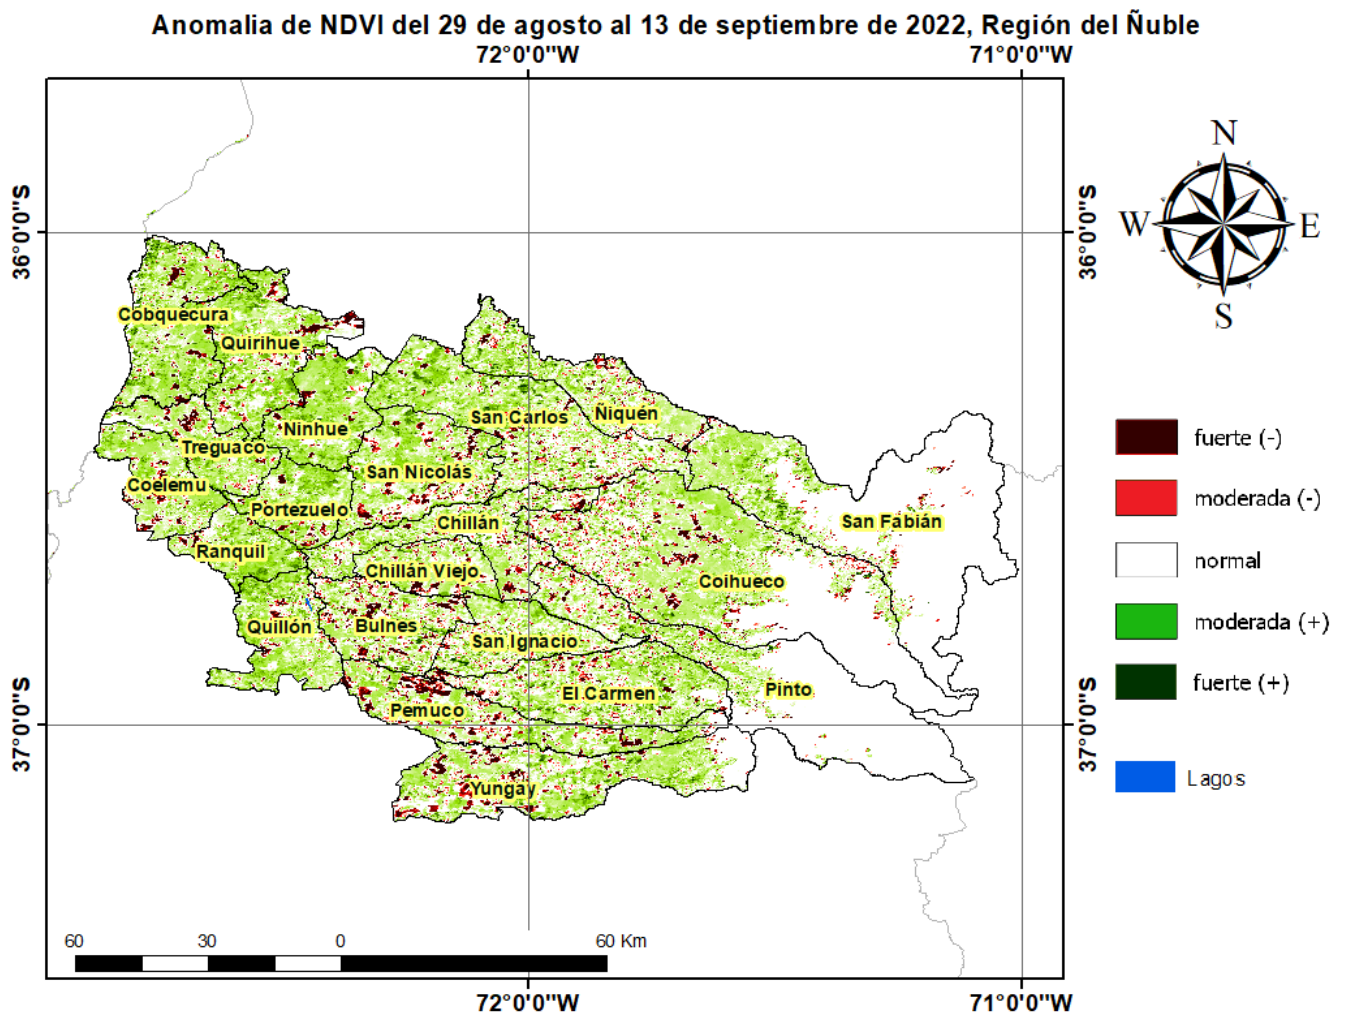 Anomalia de NDVI del 29 de agosto al 13 de septiembre de 2022, Región del Ñuble
72°0'0"W
71°0'0"W
36°0'0"S
36°0'0"S
N
W
E
S
Cobquecura
Quirihue
San Carlos
Ñiquén
Ninhue
Treguaco
San Nicolás
Coelemu
Portezuelo
Chillán
San Fabián
Ranquil
Chillán Viejo
Coihueco
Quillón
Bulnes
San Ignacio
El Carmen
Pinto
Pemuco
Yungay
37°0'0"S
37°0'0"S
fuerte (-)
moderada (-)
normal
moderada (+)
fuerte (+)
Lagos
60 30 0 60 Km
72°0'0"W
71°0'0"W